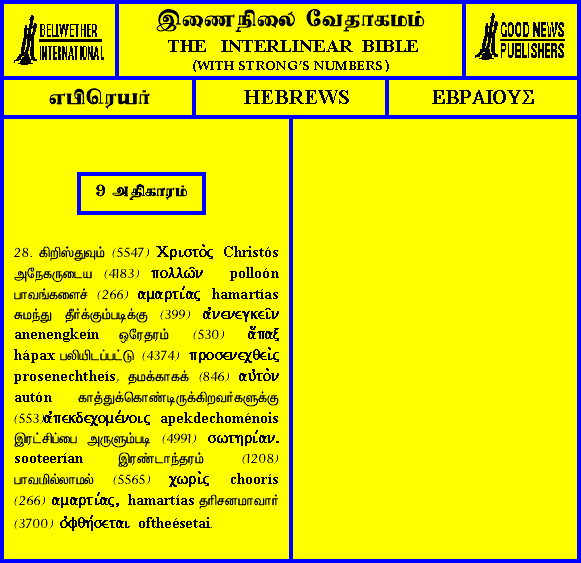 BELLWETHER
INTERNATIONAL
இணைநிலை வேதாகமம்
THE INTERLINEAR BIBLE
(WITH STRONG'S NUMBERS)
GOOD NEWS
PUBLISHERS
எபிரெயர்
HEBREWS
ΕΒΡΑΙΟΥΣ
9 அதிகாரம்
28. கிறிஸ்துவும் (5547) Χριστὸς Christós
அநேகருடைய (4183) πολλῶν polloón
பாவங்களைச் (266) αμαρτίας hamartías
சுமந்து தீர்க்கும்படிக்கு (399) ἀνενεγκεῖν
anenengkeín ஒரேதரம் (530) ἅπαξ
hápax பலியிடப்பட்டு (4374) προσενεχθεὶς
prosenechtheís, தமக்காகக் (846) αὐτὸν
autón காத்துக்கொண்டிருக்கிறவர்களுக்கு
(553)ἀπεκδεχομένοις apekdechoménois
இரட்சிப்பை அருளும்படி (4991) σωτηρίαν.
sooteerían இரண்டாந்தரம் (1208)
பாவமில்லாமல் (5565) χωρὶς choorís
(266) αμαρτίας, hamartías தரிசனமாவார்
(3700) ὀφθήσεται oftheésetai.